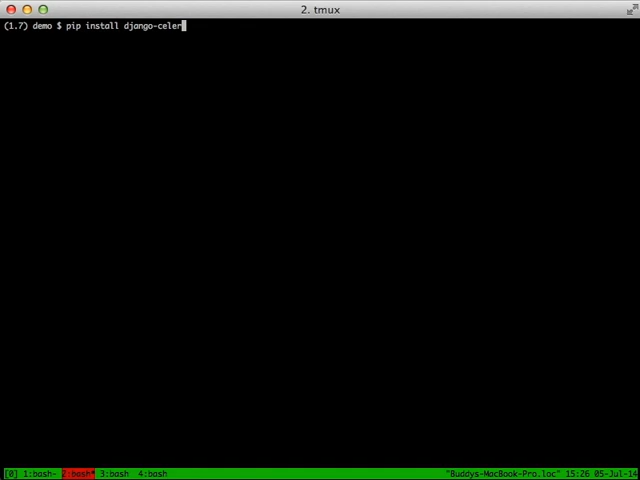 2. tmux
(1.7) demo $ pip install django-celer
[0] 1:bash- 2:bash* 3:bash 4:bash "Buddys-MacBook-Pro.loc" 15:26 05-Jul-14